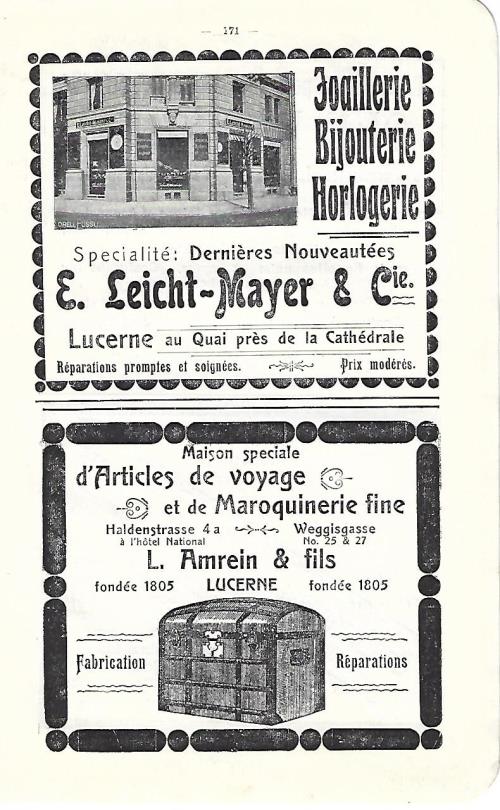 — 171 —
Joaillerie
Bijouterie
Horlogerie
ORELL FÜSSLI
Specialité: Dernières Nouveautées
E. Leicht-Mayer & Cie.
Lucerne au Quai près de la Cathédrale
Réparations promptes et soignées. Prix modérés.
Maison speciale
d'Articles de voyage
et de Maroquinerie fine
Haldenstrasse 4a Weggisgasse
à l'hôtel National No. 25 & 27
L. Amrein & fils
fondée 1805 LUCERNE fondée 1805
Fabrication Réparations